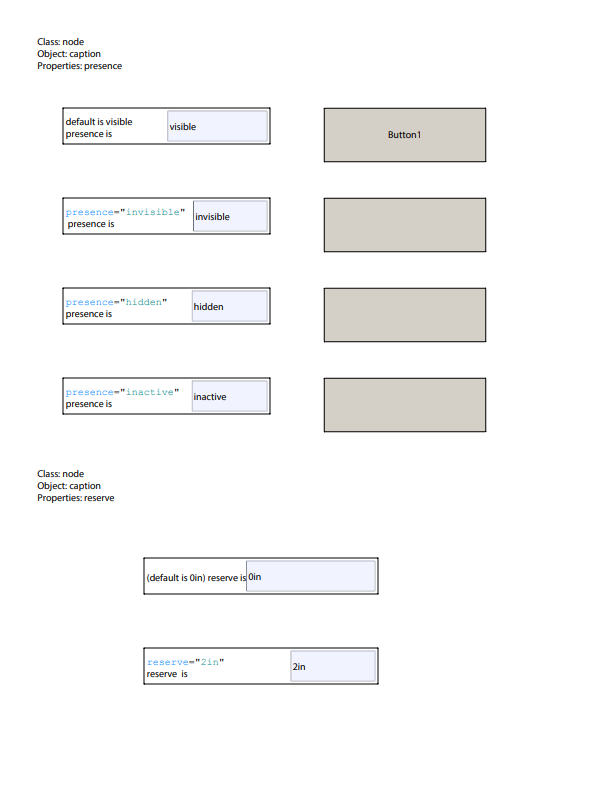 Class: node
Object: caption
Properties: presence
default is visible
presence is
visible
Button1
presence="invisible"
presence is
invisible
presence="hidden"
presence is
hidden
presence="inactive"
presence is
inactive
Class: node
Object: caption
Properties: reserve
(default is 0in) reserve is
0in
reserve="2in"
reserve  is
2in